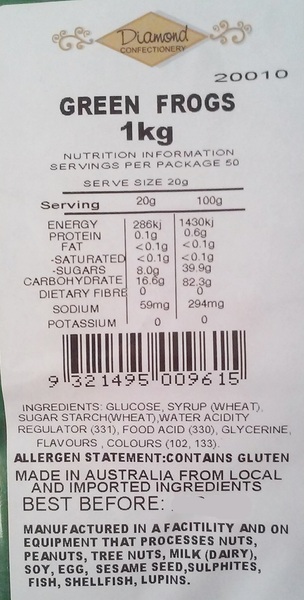 Diamond
CONFECTIONERY
20010
GREEN FROGS
1kg
NUTRITION INFORMATION
SERVINGS PER PACKAGE 50
SERVE SIZE 20g
Serving 20g 100g
ENERGY 286kj 1430kj
PROTEIN 0.1g 0.6g
FAT <0.1g <0.1g
-SATURATED <0.1g <0.1g
-SUGARS 8.0g 39.9g
CARBOHYDRATE 16.6g 82.3g
DIETARY FIBRE 0 0
SODIUM 59mg 294mg
POTASSIUM 0 0
9 321495 009615
INGREDIENTS: GLUCOSE, SYRUP (WHEAT),
SUGAR STARCH(WHEAT),WATER ACIDITY
REGULATOR (331), FOOD ACID (330), GLYCERINE,
FLAVOURS , COLOURS (102, 133).
ALLERGEN STATEMENT:CONTAINS GLUTEN
MADE IN AUSTRALIA FROM LOCAL
AND IMPORTED INGREDIENTS
BEST BEFORE:
MANUFACTURED IN A FACITILITY AND ON
EQUIPMENT THAT PROCESSES NUTS,
PEANUTS, TREE NUTS, MILK (DAIRY),
SOY, EGG, SESAME SEED,SULPHITES,
FISH, SHELLFISH, LUPINS.